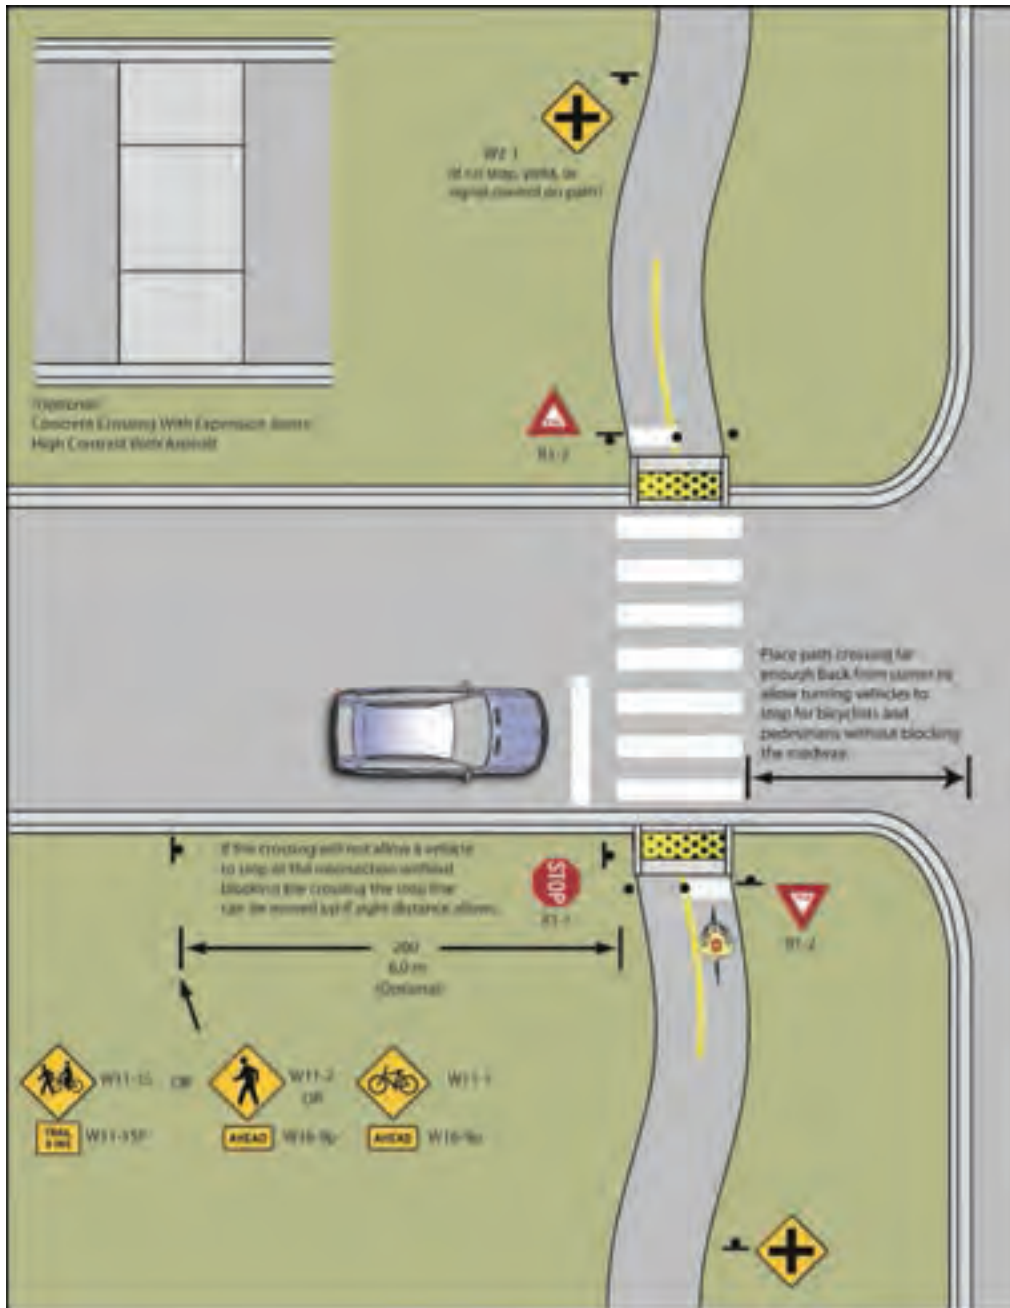 W2-1
(if no stop, yield, or
signal control on path)
(Optional)
Concrete Crossing With Expansion Joints
High Contrast With Asphalt
R1-2
Place path crossing far
enough back from corner to
allow turning vehicles to
stop for bicyclists and
pedestrians without blocking
the
If the crossing will not allow a vehicle
to stop at the intersection without
blocking the crossing the stop line
can be moved up if sight distance allows.
STOP
R1-1
R1-2
200
(Optional)
W11-15 OR
W11-2
OR
W11-1
TRAIL
X-ING
W11-15P
AHEAD
W16-9p
AHEAD
W16-9p